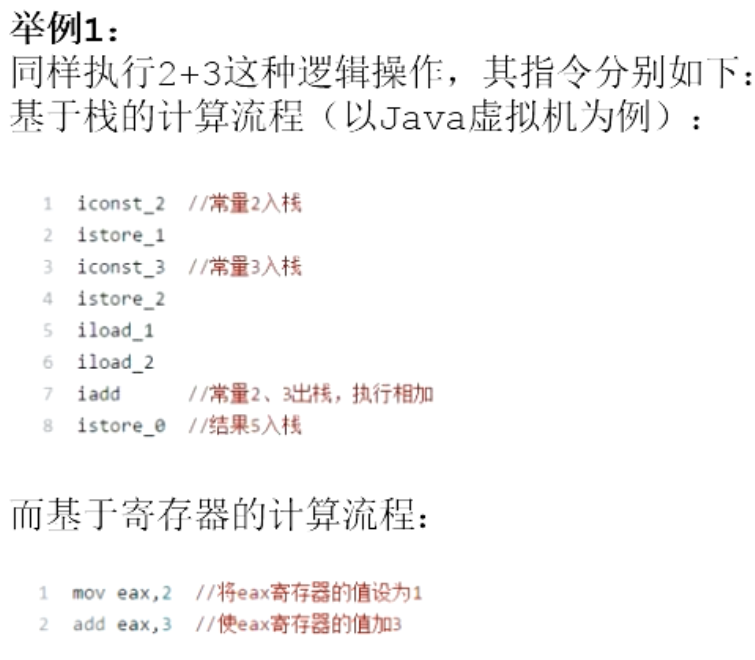 举例1：
同样执行2+3这种逻辑操作，其指令分别如下：
基于栈的计算流程（以Java虚拟机为例）：
1 iconst_2 //常量2入栈
2 istore_1
3 iconst_3 //常量3入栈
4 istore_2
5 iload_1
6 iload_2
7 iadd //常量2、3出栈，执行相加
8 istore_0 //结果5入栈
而基于寄存器的计算流程：
1 mov eax,2 //将eax寄存器的值设为1
2 add eax,3 //使eax寄存器的值加3